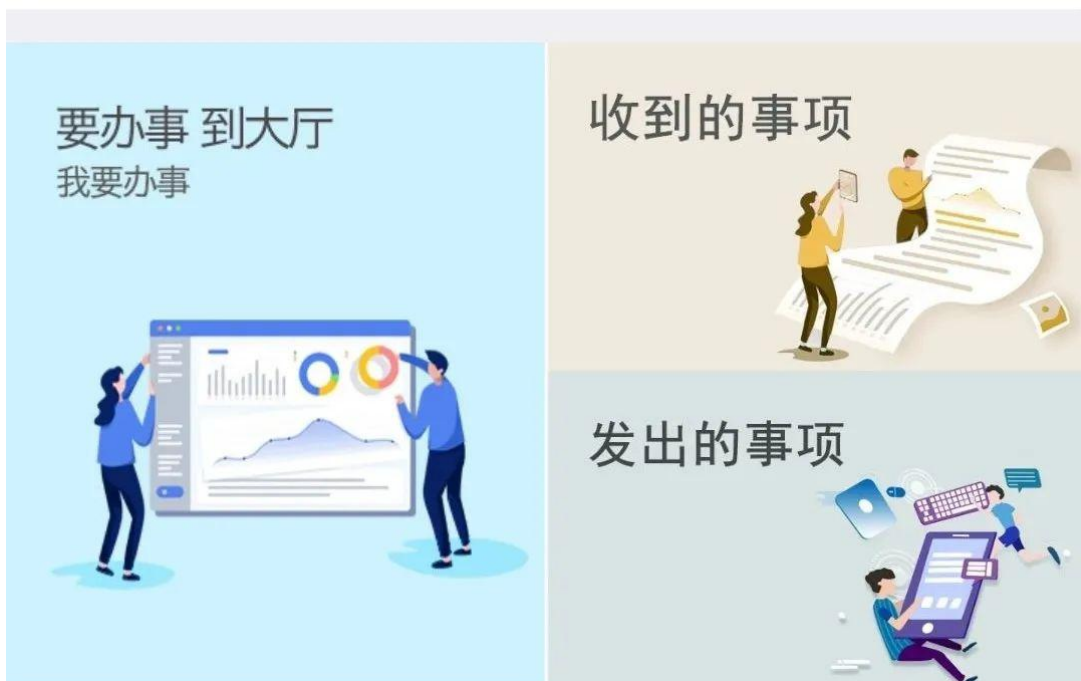 要办事 到大厅
我要办事
收到的事项
发出的事项